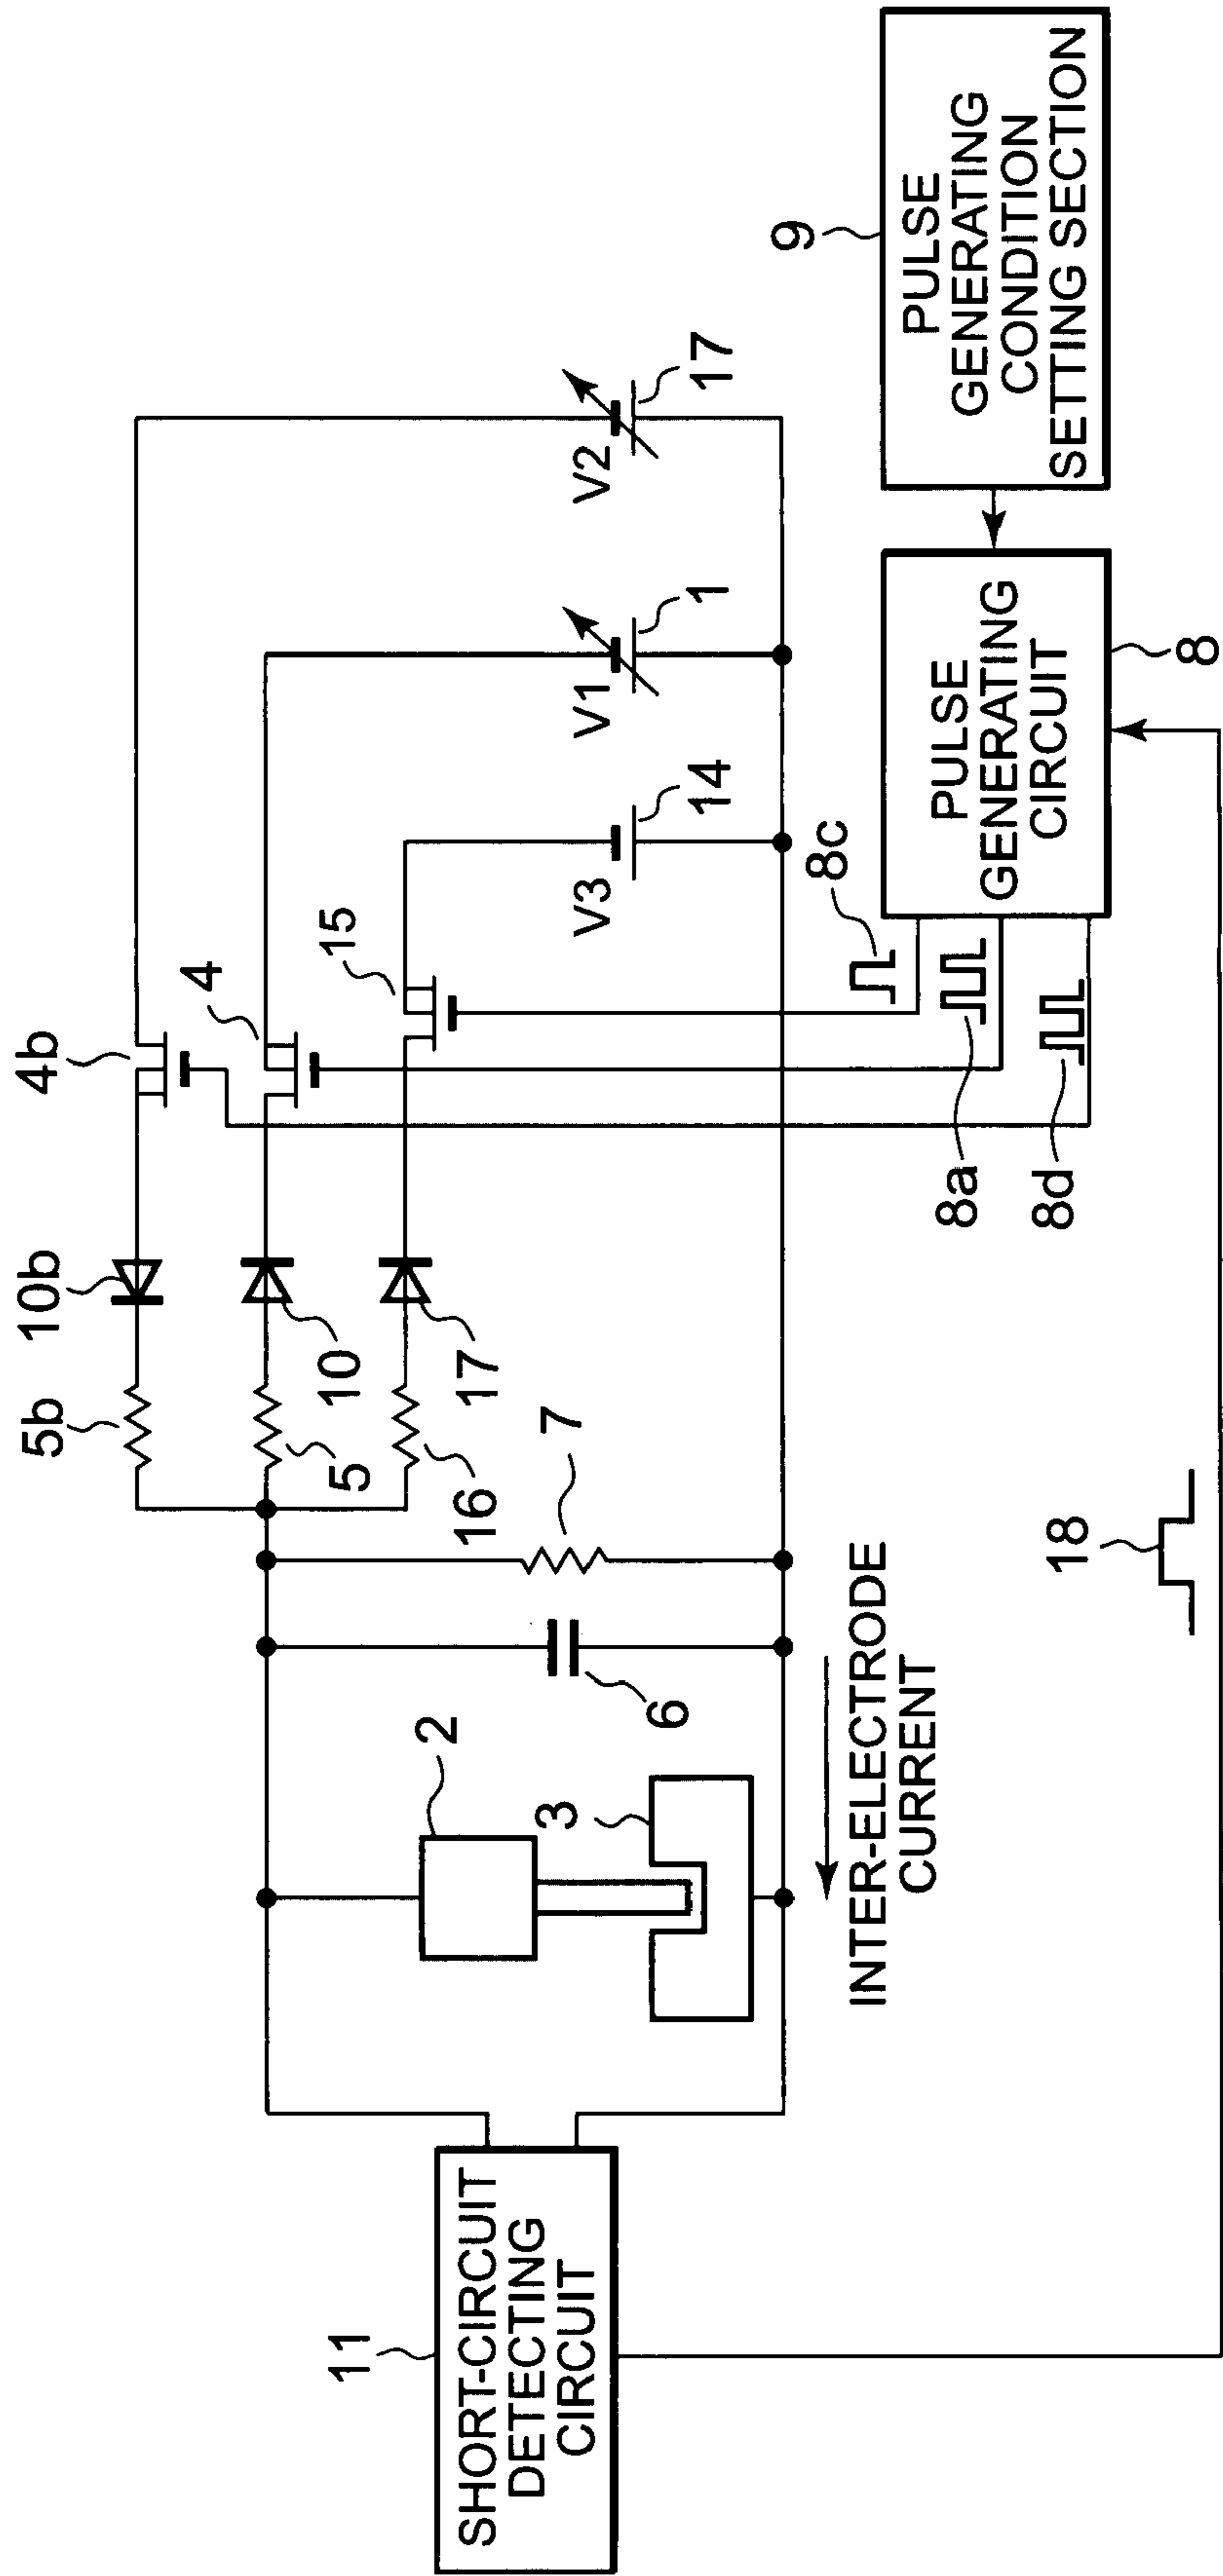 5b
10b
4b
5
10
4
16
17
15
V3
14
V1
1
V2
17
7
6
2
3
11
SHORT-CIRCUIT
DETECTING
CIRCUIT
INTER-ELECTRODE
CURRENT
8c
8a
8d
PULSE
GENERATING
CIRCUIT
8
9
PULSE
GENERATING
CONDITION
SETTING SECTION
18